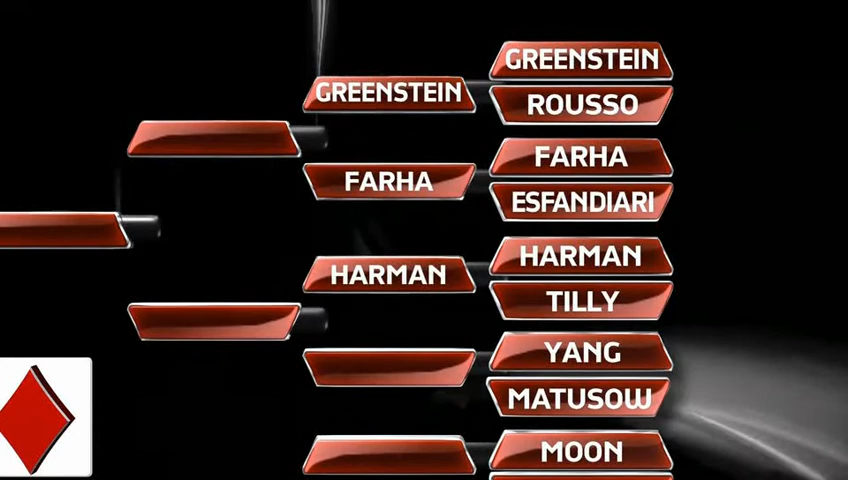 GREENSTEIN
GREENSTEIN
ROUSSO
FARHA
FARHA
ESFANDIARI
HARMAN
HARMAN
TILLY
YANG
MATUSOW
MOON